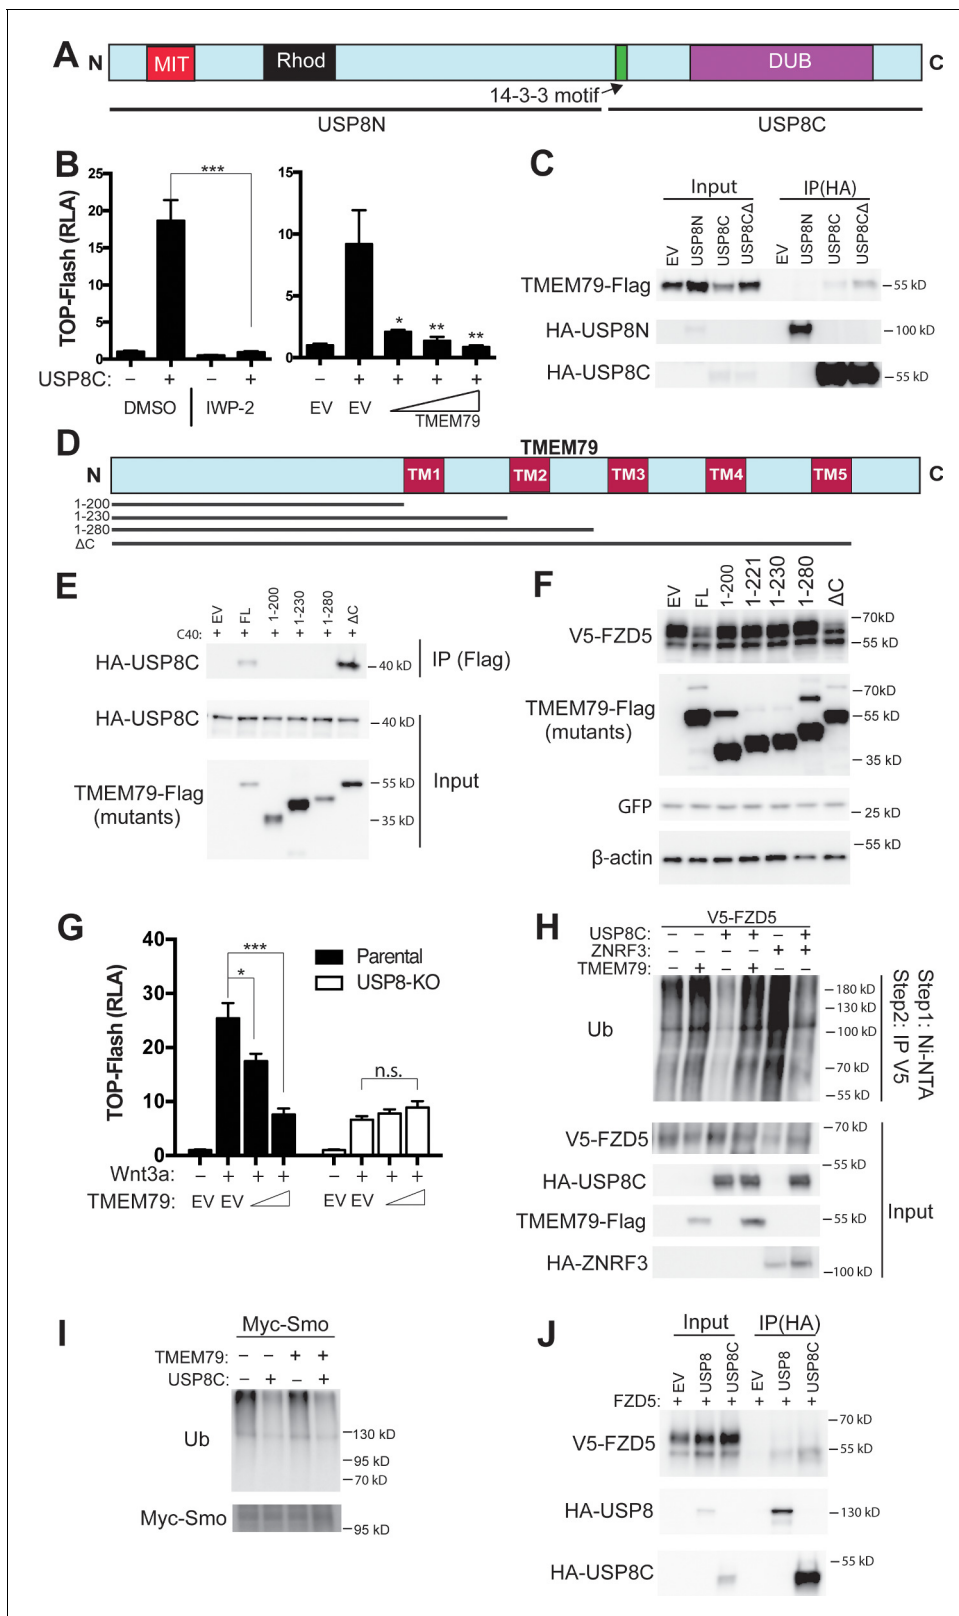 A
N
MIT
Rhod
DUB
C
14-3-3 motif
USP8N
USP8C
B
TOP-Flash (RLA)
25
20
15
10
5
0
***
15
10
5
0
*
**
**
USP8C: – + – + – + + + +
DMSO IWP-2 EV EV TMEM79
C
Input IP(HA)
EV USP8N USP8C USP8CΔ EV USP8N USP8C USP8CΔ
TMEM79-Flag 55 kD
HA-USP8N 100 kD
HA-USP8C 55 kD
D
TMEM79
N TM1 TM2 TM3 TM4 TM5 C
1-200
1-230
1-280
ΔC
E
EV FL 1-200 1-230 1-280 ΔC
C40: + + + + + +
HA-USP8C 40 kD IP (Flag)
HA-USP8C 40 kD
TMEM79-Flag (mutants)
55 kD
35 kD
Input
F
EV FL 1-200 1-221 1-230 1-280 ΔC
V5-FZD5
70kD
55 kD
TMEM79-Flag
(mutants)
70kD
55 kD
35 kD
GFP
25 kD
β-actin
55 kD
G
TOP-Flash (RLA)
40
30
20
10
0
***
*
n.s.
Parental
USP8-KO
Wnt3a: – + + + – + + +
TMEM79: EV EV EV EV
H
V5-FZD5
USP8C: – – + + – +
ZNRF3: – – – – + +
TMEM79: – + – + – –
Ub
180 kD
130 kD
100 kD
70 kD
55 kD
Step1: Ni-NTA
Step2: IP V5
V5-FZD5 70 kD
HA-USP8C 55 kD
TMEM79-Flag 55 kD
HA-ZNRF3 100 kD
Input
I
Myc-Smo
TMEM79: – – + +
USP8C: – + – +
Ub
130 kD
95 kD
70 kD
Myc-Smo
95 kD
J
Input IP(HA)
EV USP8 USP8C EV USP8 USP8C
FZD5: + + + + + +
V5-FZD5
70 kD
55 kD
HA-USP8
130 kD
HA-USP8C
55 kD